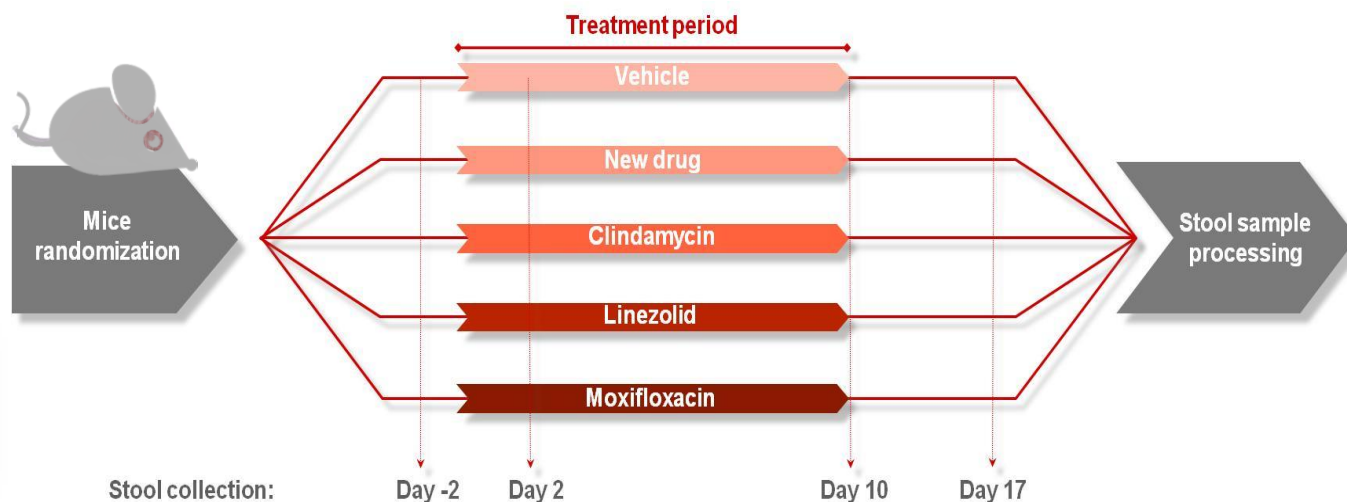 Treatment period
Vehicle
New drug
Clindamycin
Linezolid
Moxifloxacin
Mice
randomization
Stool sample
processing
Stool collection: Day -2 Day 2 Day 10 Day 17